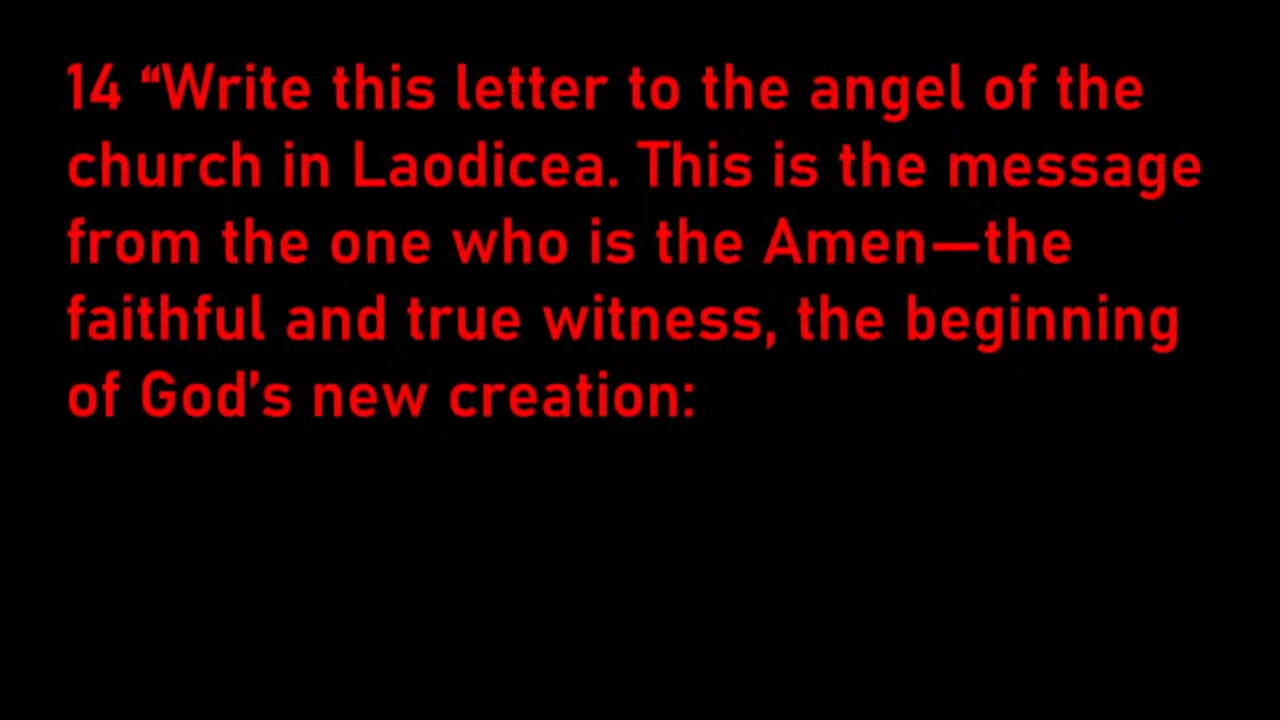 14 “Write this letter to the angel of the
church in Laodicea. This is the message
from the one who is the Amen—the
faithful and true witness, the beginning
of God’s new creation: